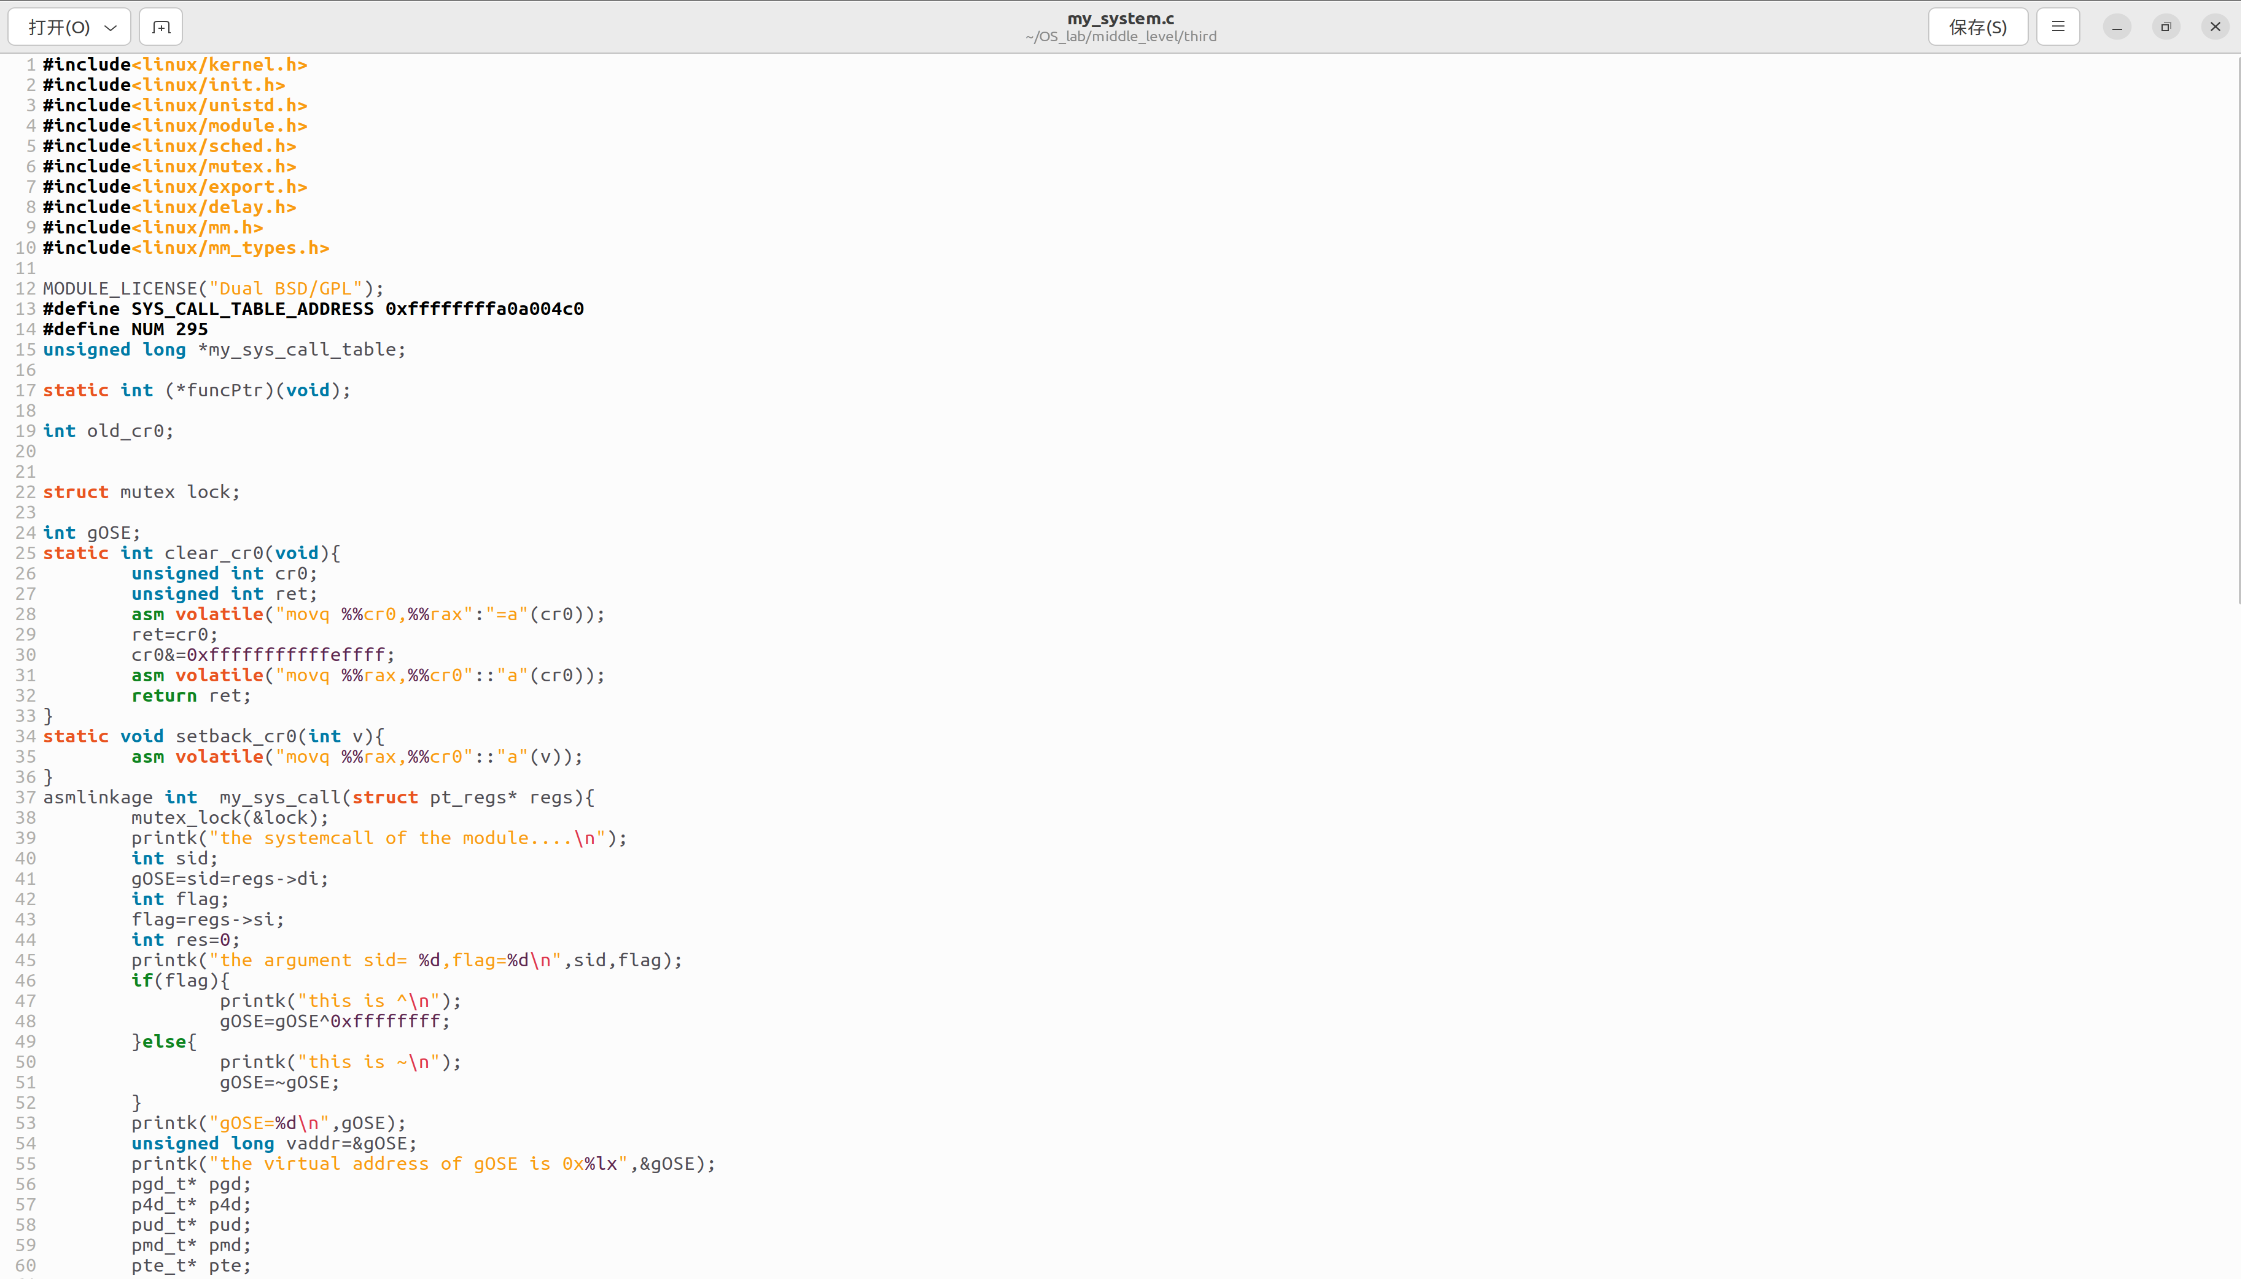 打开(O)
my_system.c
~/OS_lab/middle_level/third
保存(S)
1 #include<linux/kernel.h>
2 #include<linux/init.h>
3 #include<linux/unistd.h>
4 #include<linux/module.h>
5 #include<linux/sched.h>
6 #include<linux/mutex.h>
7 #include<linux/export.h>
8 #include<linux/delay.h>
9 #include<linux/mm.h>
10 #include<linux/mm_types.h>
11
12 MODULE_LICENSE("Dual BSD/GPL");
13 #define SYS_CALL_TABLE_ADDRESS 0xffffffffa0a004c0
14 #define NUM 295
15 unsigned long *my_sys_call_table;
16
17 static int (*funcPtr)(void);
18
19 int old_cr0;
20
21
22 struct mutex lock;
23
24 int gOSE;
25 static int clear_cr0(void){
26         unsigned int cr0;
27         unsigned int ret;
28         asm volatile("movq %%cr0,%%rax":"=a"(cr0));
29         ret=cr0;
30         cr0&=0xfffffffffffeffff;
31         asm volatile("movq %%rax,%%cr0"::"a"(cr0));
32         return ret;
33 }
34 static void setback_cr0(int v){
35         asm volatile("movq %%rax,%%cr0"::"a"(v));
36 }
37 asmlinkage int  my_sys_call(struct pt_regs* regs){
38         mutex_lock(&lock);
39         printk("the systemcall of the module....\n");
40         int sid;
41         gOSE=sid=regs->di;
42         int flag;
43         flag=regs->si;
44         int res=0;
45         printk("the argument sid= %d,flag=%d\n",sid,flag);
46         if(flag){
47                 printk("this is ^\n");
48                 gOSE=gOSE^0xffffffff;
49         }else{
50                 printk("this is ~\n");
51                 gOSE=~gOSE;
52         }
53         printk("gOSE=%d\n",gOSE);
54         unsigned long vaddr=&gOSE;
55         printk("the virtual address of gOSE is 0x%lx",&gOSE);
56         pgd_t* pgd;
57         p4d_t* p4d;
58         pud_t* pud;
59         pmd_t* pmd;
60         pte_t* pte;